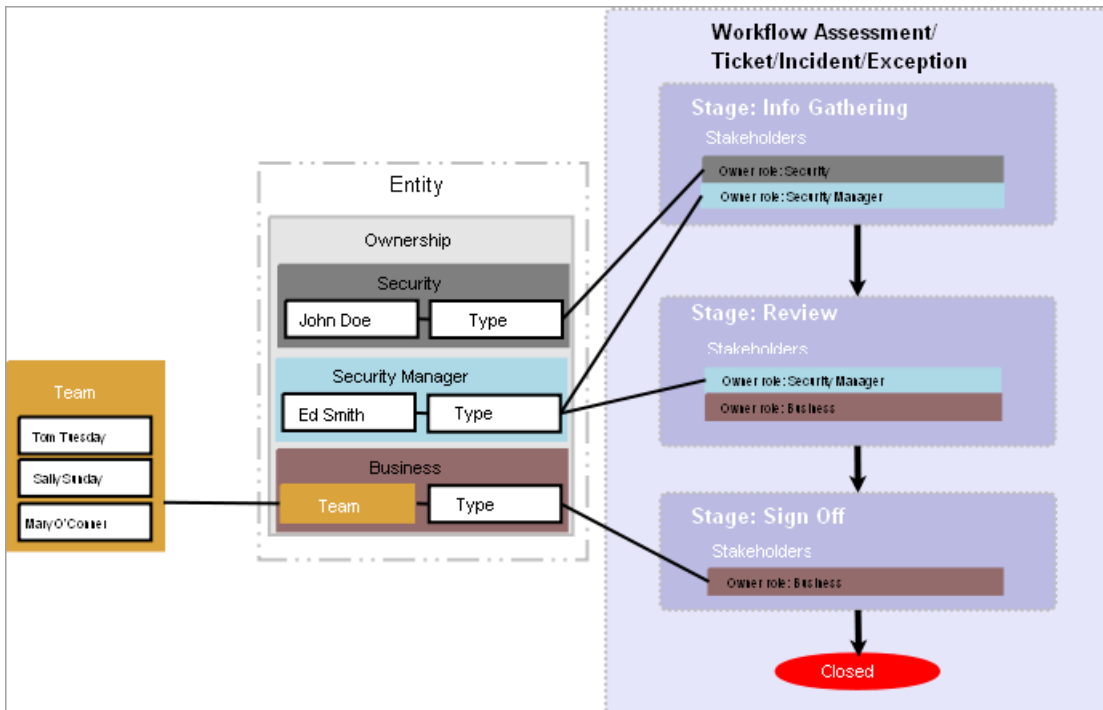 Workflow Assessment/
Ticket/Incident/Exception
Stage: Info Gathering
Stakeholders
Owner role: Security
Owner role: Security Manager
Entity
Ownership
Security
John Doe
Type
Security Manager
Ed Smith
Type
Business
Team
Type
Team
Tom Tuesday
Sally Sunday
Mary O'Conner
Stage: Review
Stakeholders
Owner role: Security Manager
Owner role: Business
Stage: Sign Off
Stakeholders
Owner role: Business
Closed